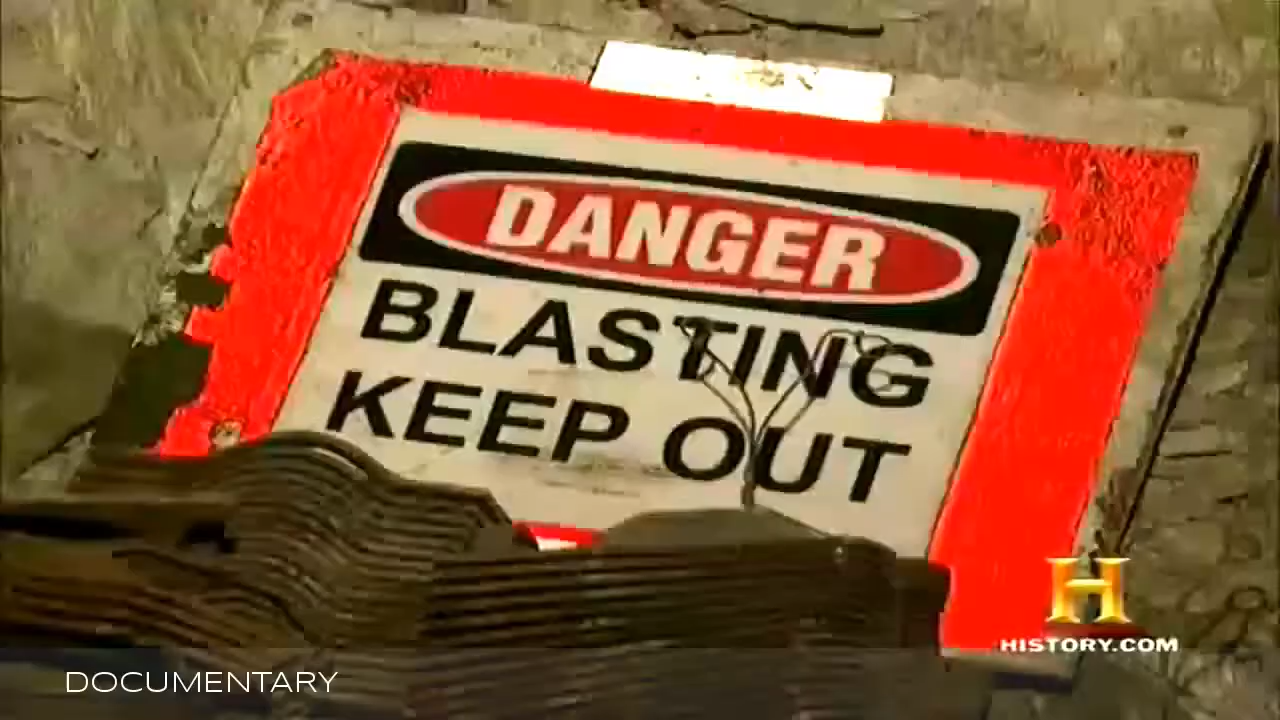 DANGER
BLASTING
KEEP OUT
H
HISTORY.COM
DOCUMENTARY